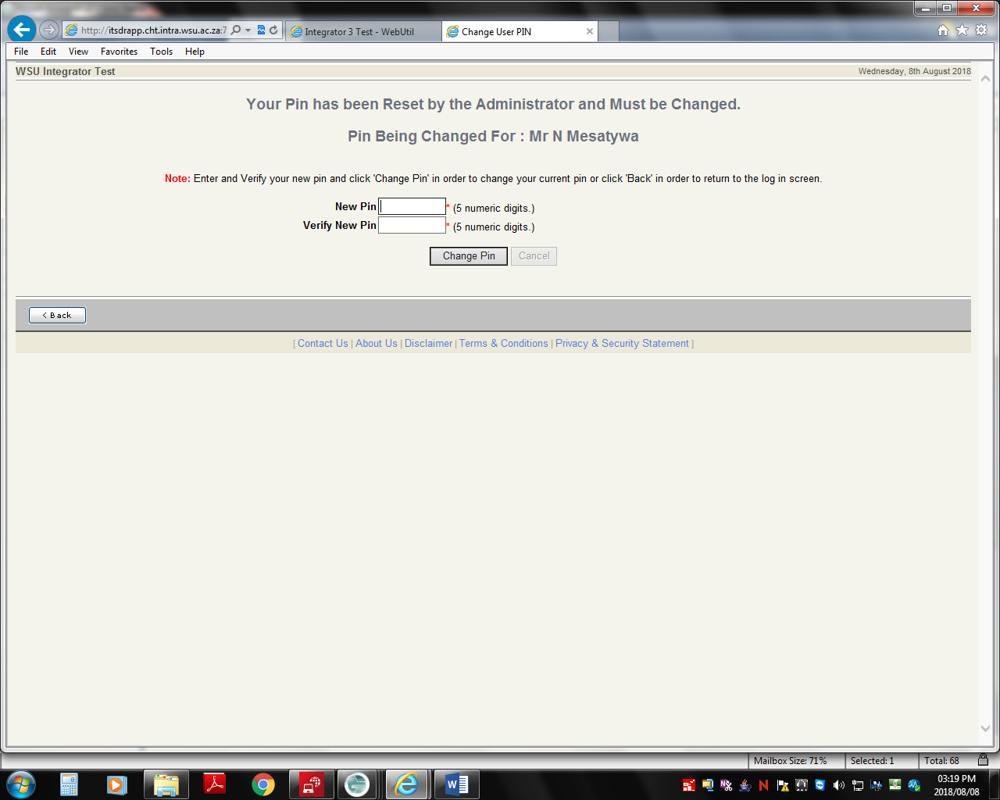 http://itsdrapp.cht.intra.wsu.ac.za:7
Integrator 3 Test - WebUtil
Change User PIN
File Edit View Favorites Tools Help
WSU Integrator Test
Wednesday, 8th August 2018
Your Pin has been Reset by the Administrator and Must be Changed.
Pin Being Changed For : Mr N Mesatywa
Note: Enter and Verify your new pin and click 'Change Pin' in order to change your current pin or click 'Back' in order to return to the log in screen.
New Pin * (5 numeric digits.)
Verify New Pin * (5 numeric digits.)
Change Pin Cancel
< Back
[ Contact Us | About Us | Disclaimer | Terms & Conditions | Privacy & Security Statement ]
Mailbox Size: 71% Selected: 1 Total: 68
03:19 PM
2018/08/08